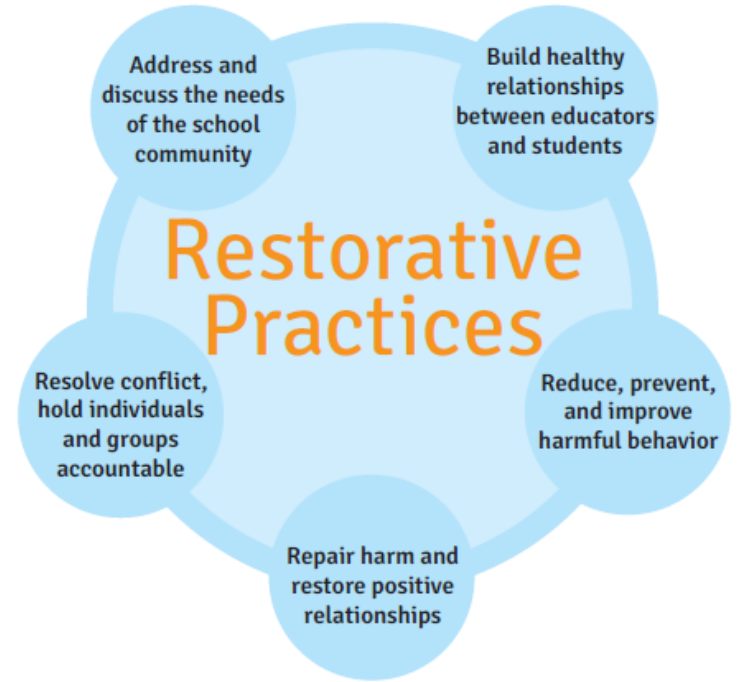 Address and
discuss the needs
of the school
community
Build healthy
relationships
between educators
and students
Restorative
Practices
Resolve conflict,
hold individuals
and groups
accountable
Reduce, prevent,
and improve
harmful behavior
Repair harm and
restore positive
relationships